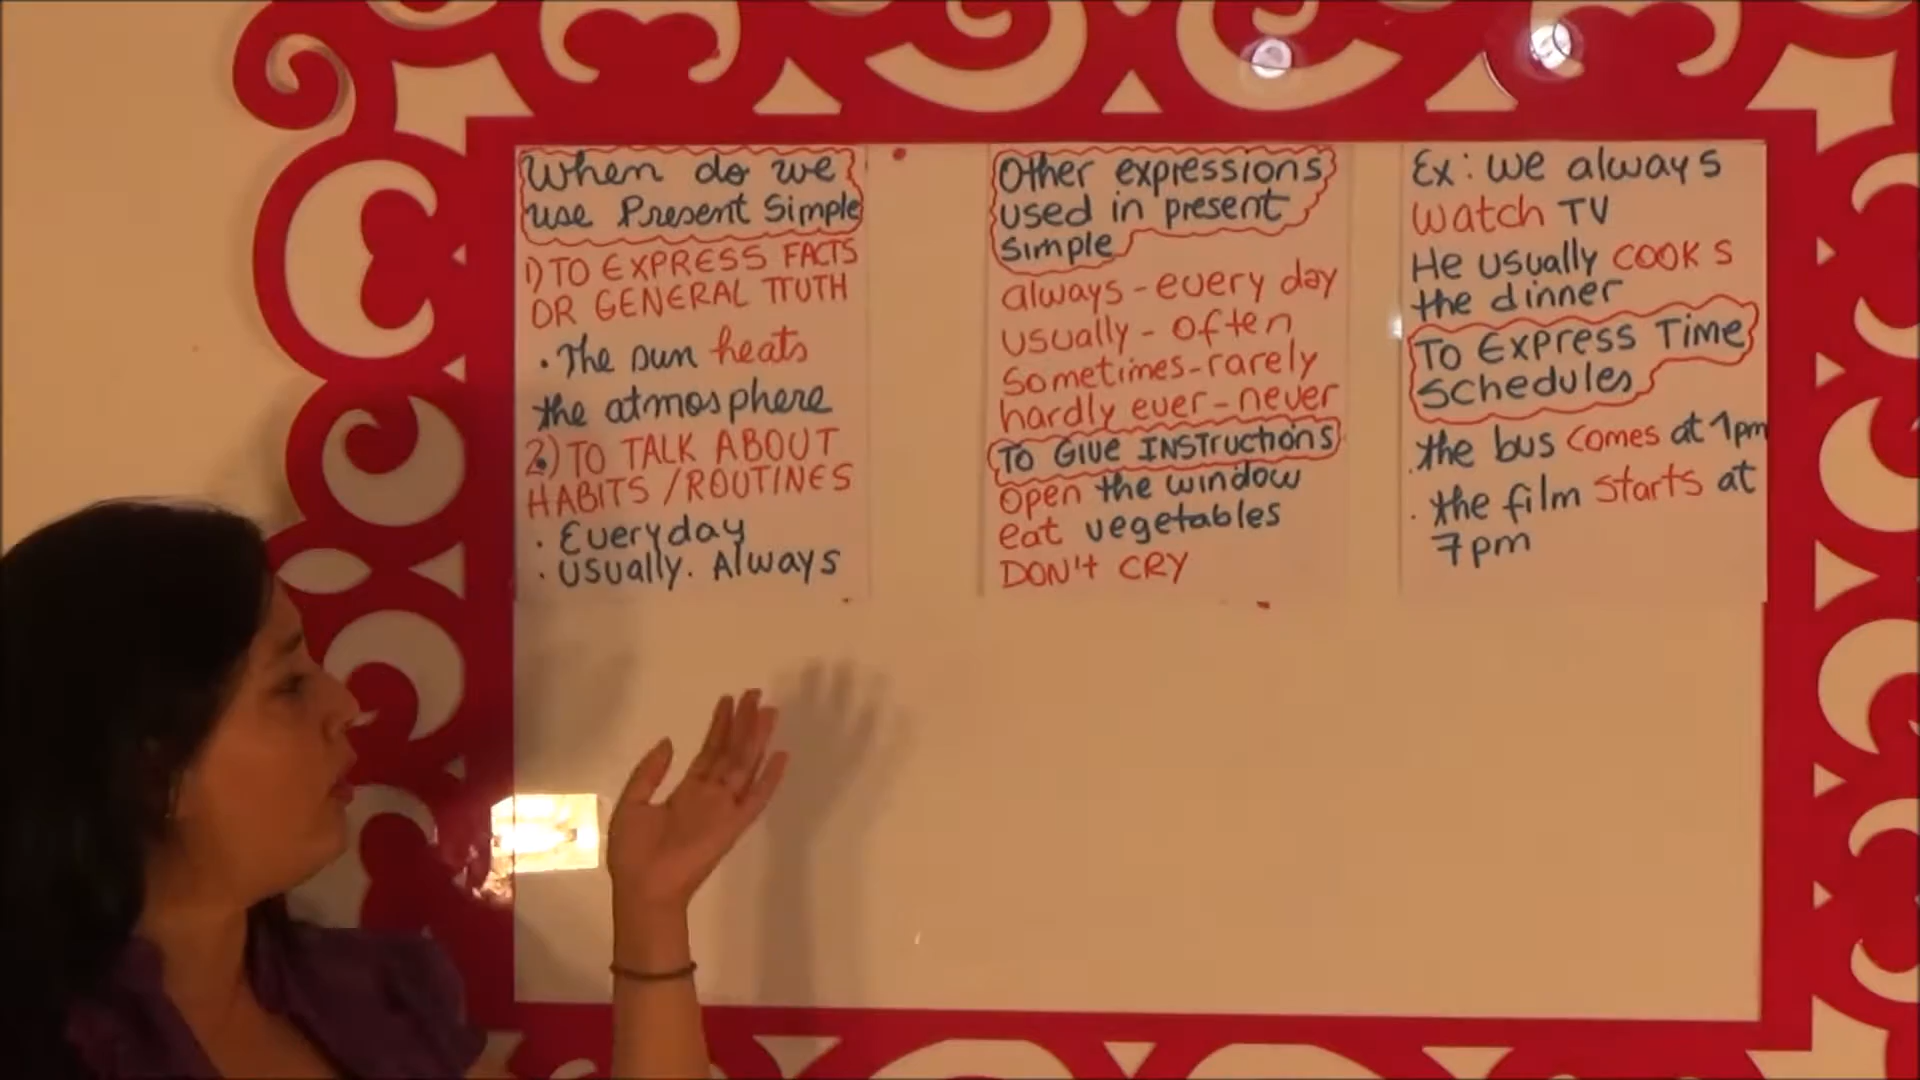 When do we
use Present Simple
1) TO EXPRESS FACTS
OR GENERAL TRUTH
. The sun heats
the atmosphere
2) TO TALK ABOUT
HABITS / ROUTINES
. Everyday
. Usually. Always
Other expressions
used in present
simple
always - every day
usually - often
sometimes - rarely
hardly ever - never
To Give INSTructions
open the window
eat vegetables
DON't CRY
Ex: we always
watch TV
He usually cooks
the dinner
To Express Time
Schedules
. the bus comes at 1pm
. the film starts at
7pm